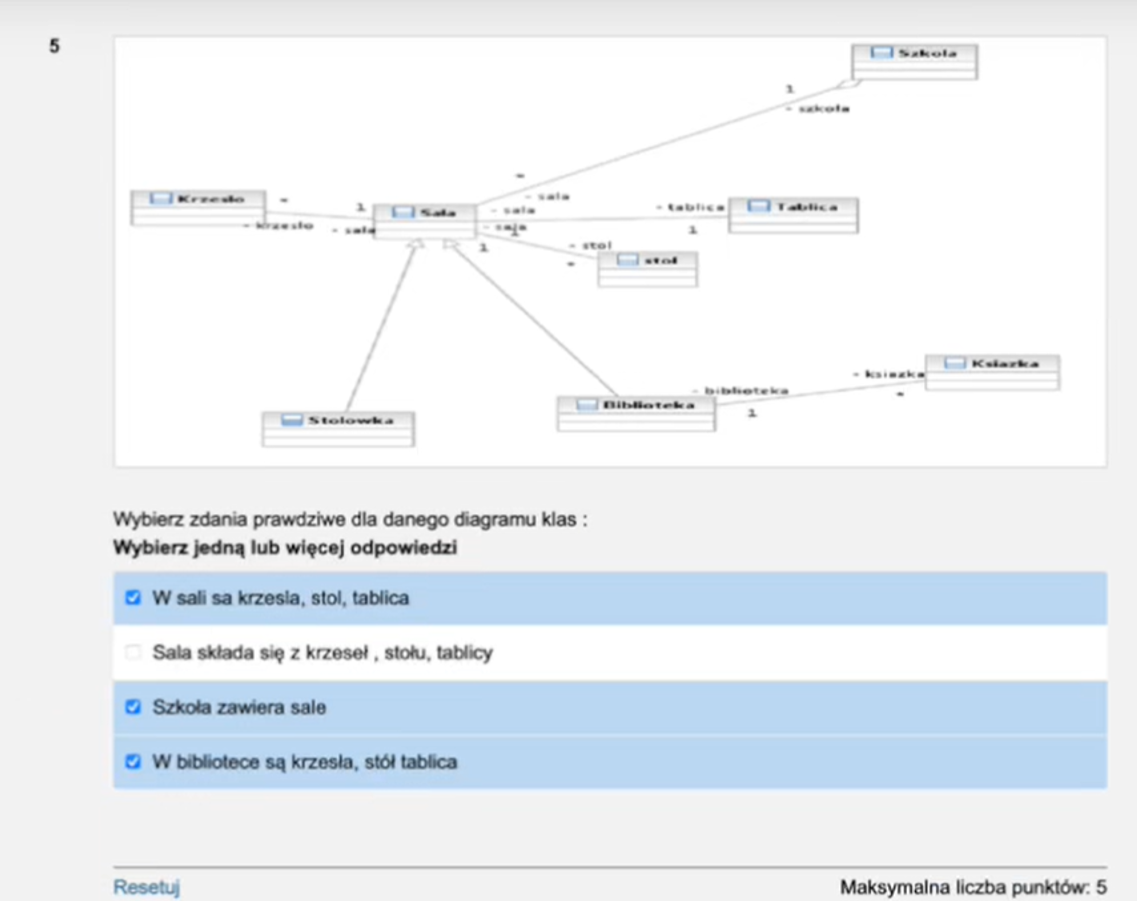 5
Szkola
1
- szkoła
*
- sala
Krzeslo
*
1
- krzeslo
- sala
Sala
- sala
- tablica
Tablica
1
- sala
1
1
- stol
*
stol
Ksiazka
- ksiazka
*
- biblioteka
1
Biblioteka
Stolowka
Wybierz zdania prawdziwe dla danego diagramu klas :
Wybierz jedną lub więcej odpowiedzi
W sali sa krzesla, stol, tablica
Sala składa się z krzeseł , stołu, tablicy
Szkoła zawiera sale
W bibliotece są krzesła, stół tablica
Resetuj
Maksymalna liczba punktów: 5